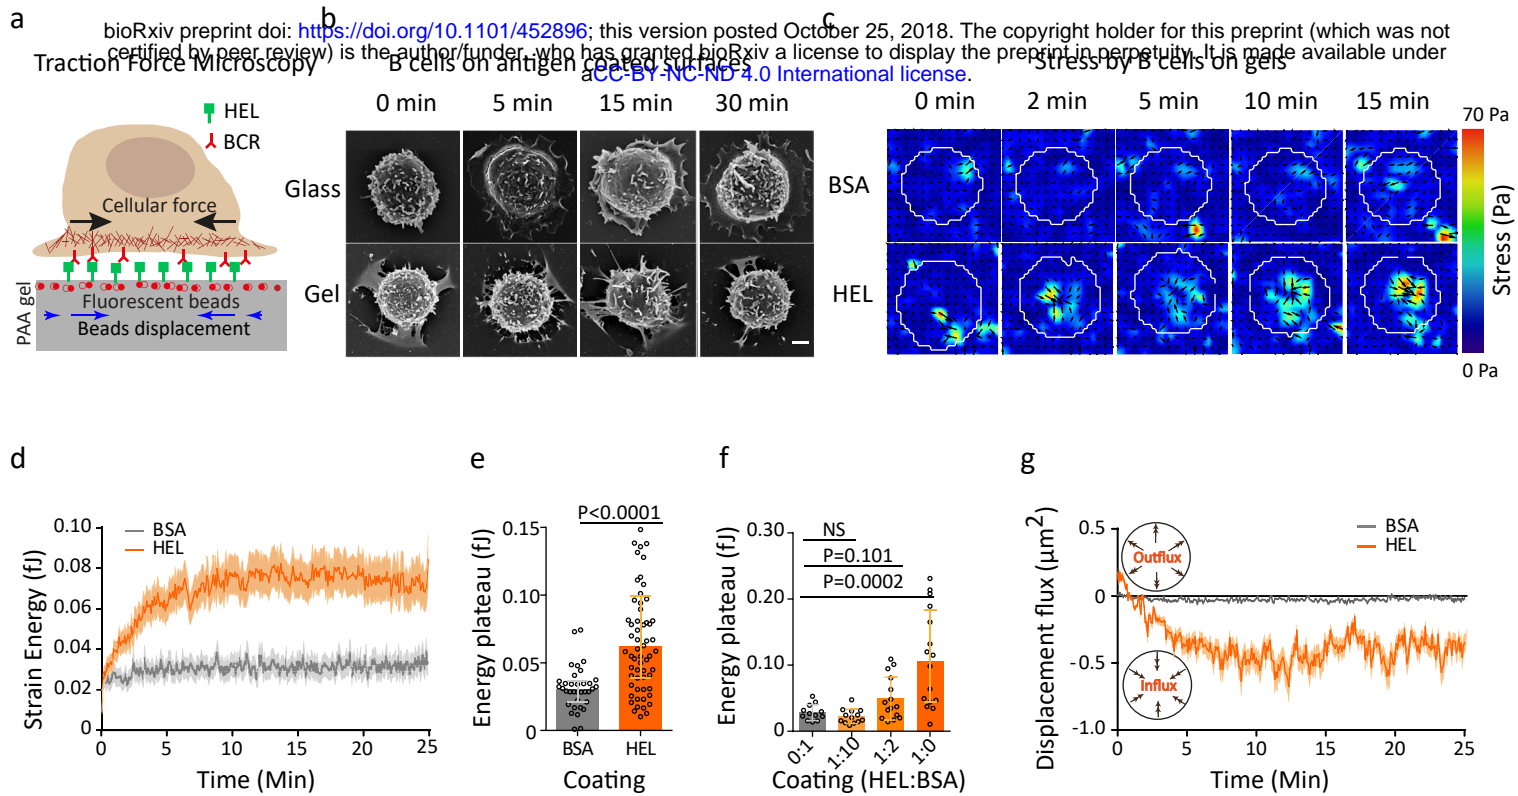 a
b
c
bioRxiv preprint doi: https://doi.org/10.1101/452896; this version posted October 25, 2018. The copyright holder for this preprint (which was not
certified by peer review) is the author/funder, who has granted bioRxiv a license to display the preprint in perpetuity. It is made available under
aCC-BY-NC-ND 4.0 International license.
Traction Force Microscopy
HEL
BCR
Cellular force
Fluorescent beads
Beads displacement
PAA gel
B cells on antigen coated surfaces
0 min 5 min 15 min 30 min
Glass
Gel
Stress by B cells on gels
0 min 2 min 5 min 10 min 15 min
BSA
HEL
70 Pa
Stress (Pa)
0 Pa
d
Strain Energy (fJ)
0.10
0.08
0.06
0.04
0.02
0
BSA
HEL
0 5 10 15 20 25
Time (Min)
e
Energy plateau (fJ)
P<0.0001
0.15
0.10
0.05
0
BSA HEL
Coating
f
Energy plateau (fJ)
0.30
0.20
0.10
0
NS
P=0.101
P=0.0002
0:1 1:10 1:2 1:0
Coating (HEL:BSA)
g
Displacement flux (µm2)
0.5
0
-0.5
-1.0
Outflux
Influx
BSA
HEL
0 5 10 15 20 25
Time (Min)